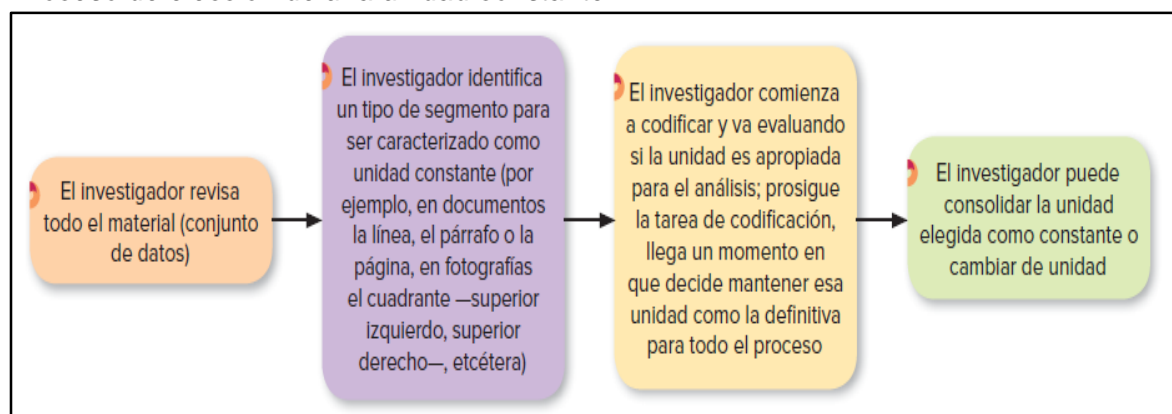 El investigador revisa
todo el material (conjunto
de datos)
El investigador identifica
un tipo de segmento para
ser caracterizado como
unidad constante (por
ejemplo, en documentos
la línea, el párrafo o la
página, en fotografías
el cuadrante —superior
izquierdo, superior
derecho—, etcétera)
El investigador comienza
a codificar y va evaluando
si la unidad es apropiada
para el análisis; prosigue
la tarea de codificación,
llega un momento en
que decide mantener esa
unidad como la definitiva
para todo el proceso
El investigador puede
consolidar la unidad
elegida como constante o
cambiar de unidad